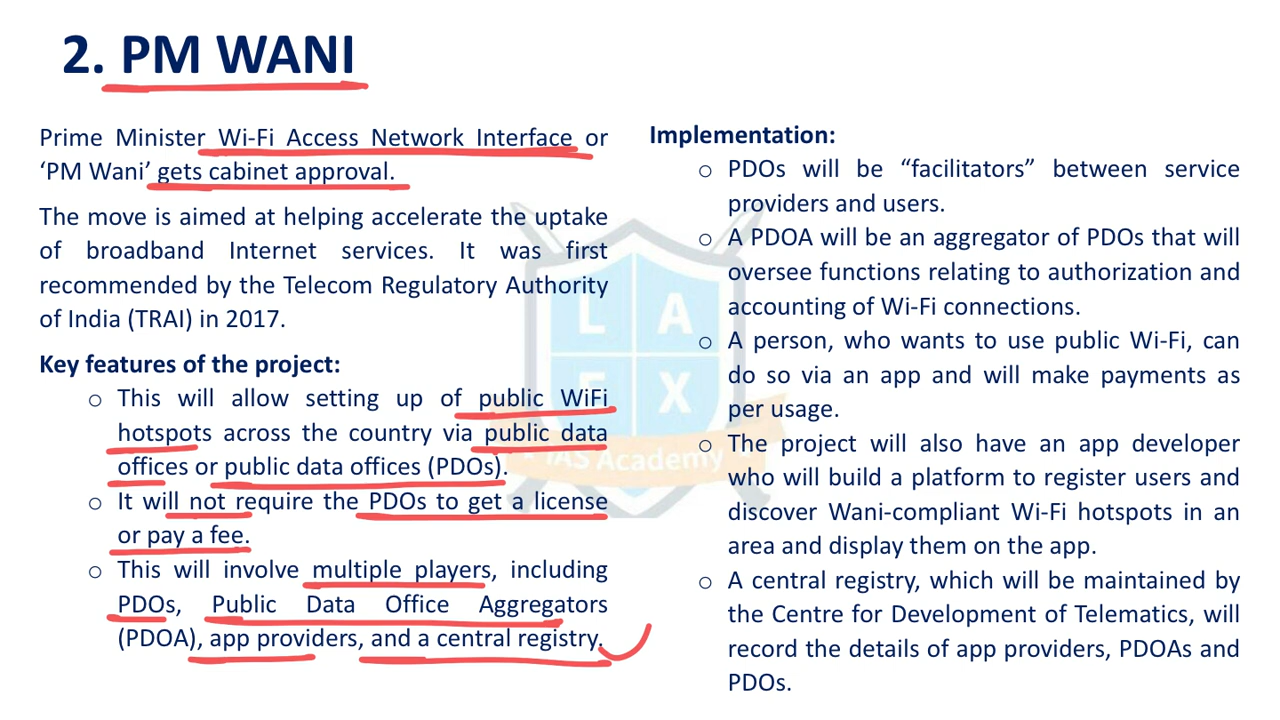 2. PM WANI
Prime Minister Wi-Fi Access Network Interface or
‘PM Wani’ gets cabinet approval.
The move is aimed at helping accelerate the uptake
of broadband Internet services. It was first
recommended by the Telecom Regulatory Authority
of India (TRAI) in 2017.
Key features of the project:
o This will allow setting up of public WiFi
hotspots across the country via public data
offices or public data offices (PDOs).
o It will not require the PDOs to get a license
or pay a fee.
o This will involve multiple players, including
PDOs, Public Data Office Aggregators
(PDOA), app providers, and a central registry.
Implementation:
o PDOs will be “facilitators” between service
providers and users.
o A PDOA will be an aggregator of PDOs that will
oversee functions relating to authorization and
accounting of Wi-Fi connections.
o A person, who wants to use public Wi-Fi, can
do so via an app and will make payments as
per usage.
o The project will also have an app developer
who will build a platform to register users and
discover Wani-compliant Wi-Fi hotspots in an
area and display them on the app.
o A central registry, which will be maintained by
the Centre for Development of Telematics, will
record the details of app providers, PDOAs and
PDOs.
L A
E X
IAS Academy